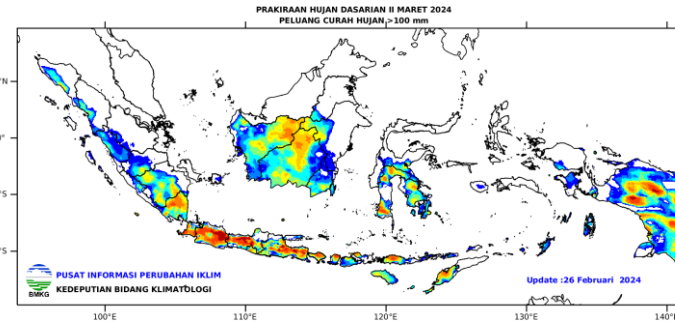 PRAKIRAAN HUJAN DASARIAN II MARET 2024
PELUANG CURAH HUJAN >100 mm
°N
°
°S
°S
PUSAT INFORMASI PERUBAHAN IKLIM
KEDEPUTIAN BIDANG KLIMATOLOGI
BMKG
Update :26 Februari 2024
100°E
110°E
120°E
130°E
140°E